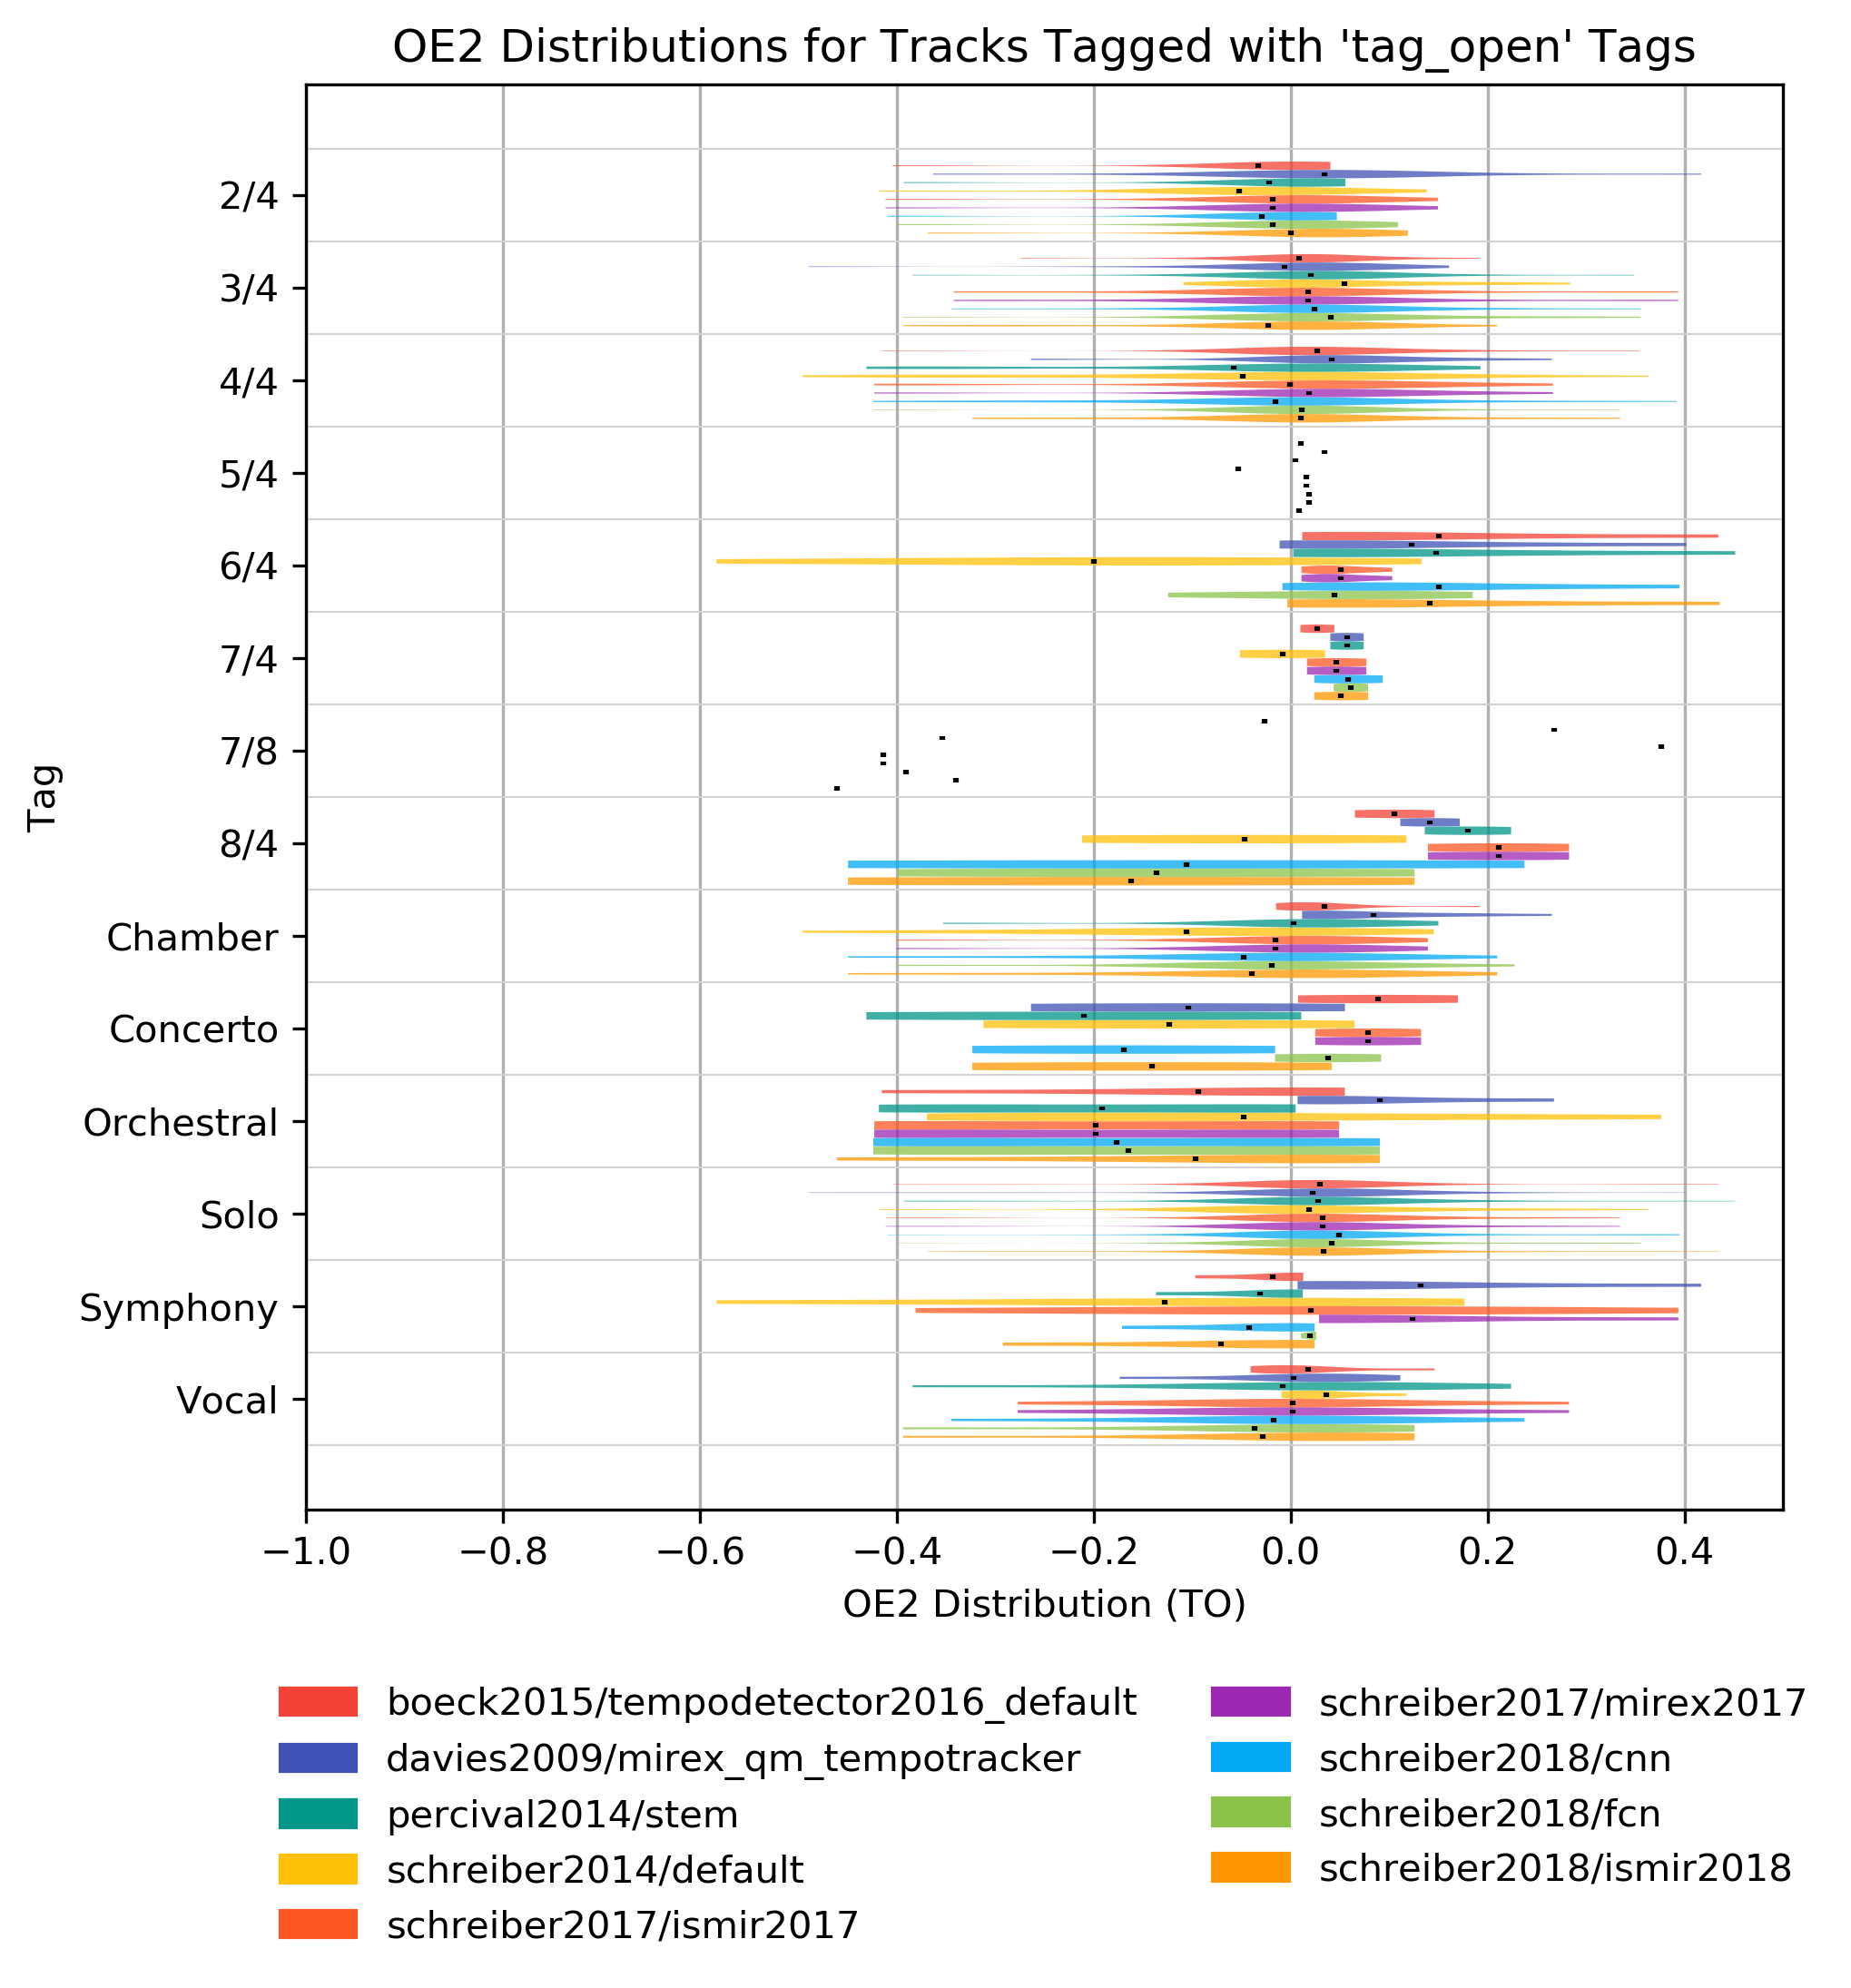 OE2 Distributions for Tracks Tagged with 'tag_open' Tags
Tag
2/4
3/4
4/4
5/4
6/4
7/4
7/8
8/4
Chamber
Concerto
Orchestral
Solo
Symphony
Vocal
−1.0 −0.8 −0.6 −0.4 −0.2 0.0 0.2 0.4
OE2 Distribution (TO)
boeck2015/tempodetector2016_default
davies2009/mirex_qm_tempotracker
percival2014/stem
schreiber2014/default
schreiber2017/ismir2017
schreiber2017/mirex2017
schreiber2018/cnn
schreiber2018/fcn
schreiber2018/ismir2018